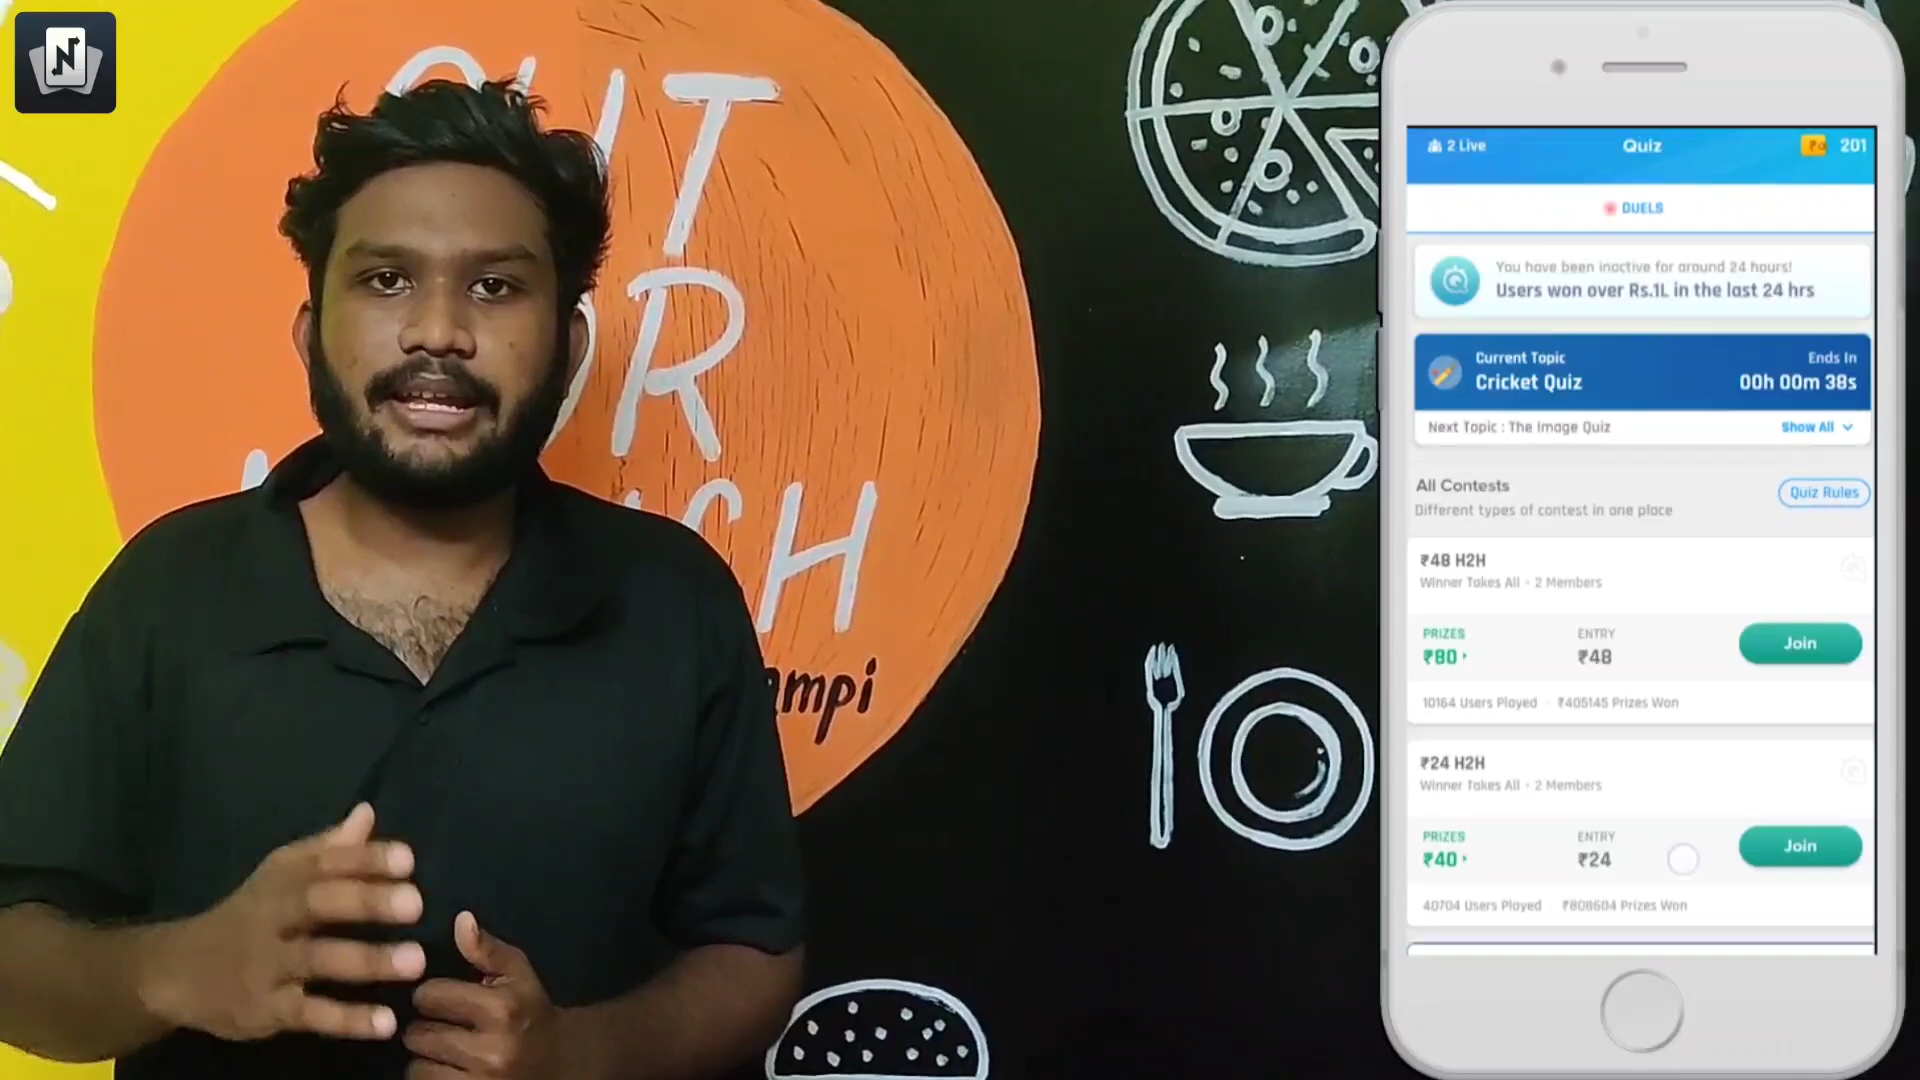 N
OUT
OR
CH
ampi
2 Live
Quiz
201
DUELS
You have been inactive for around 24 hours!
Users won over Rs.1L in the last 24 hrs
Current Topic
Ends In
Cricket Quiz
00h 00m 38s
Next Topic : The Image Quiz
Show All
All Contests
Quiz Rules
Different types of contest in one place
₹48 H2H
Winner Takes All • 2 Members
PRIZES
ENTRY
₹80
₹48
Join
10164 Users Played • ₹405145 Prizes Won
₹24 H2H
Winner Takes All • 2 Members
PRIZES
ENTRY
₹40
₹24
Join
40704 Users Played • ₹808604 Prizes Won